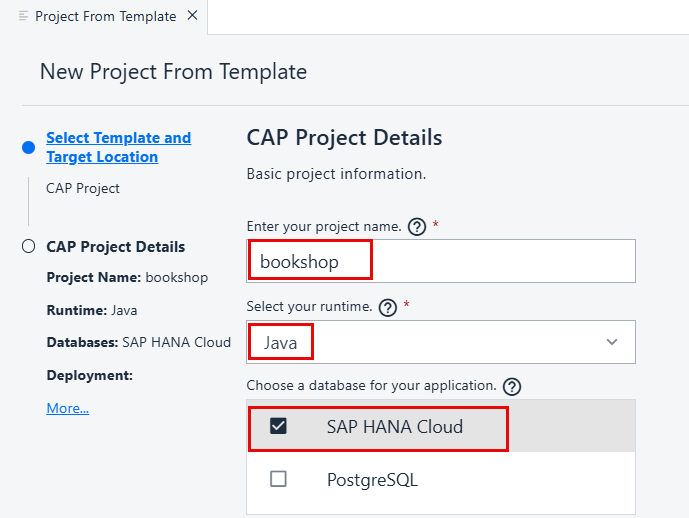 Project From Template
New Project From Template
Select Template and
Target Location
CAP Project
CAP Project Details
Project Name: bookshop
Runtime: Java
Databases: SAP HANA Cloud
Deployment:
More...
CAP Project Details
Basic project information.
Enter your project name. ? *
bookshop
Select your runtime. ? *
Java
Choose a database for your application. ?
SAP HANA Cloud
PostgreSQL